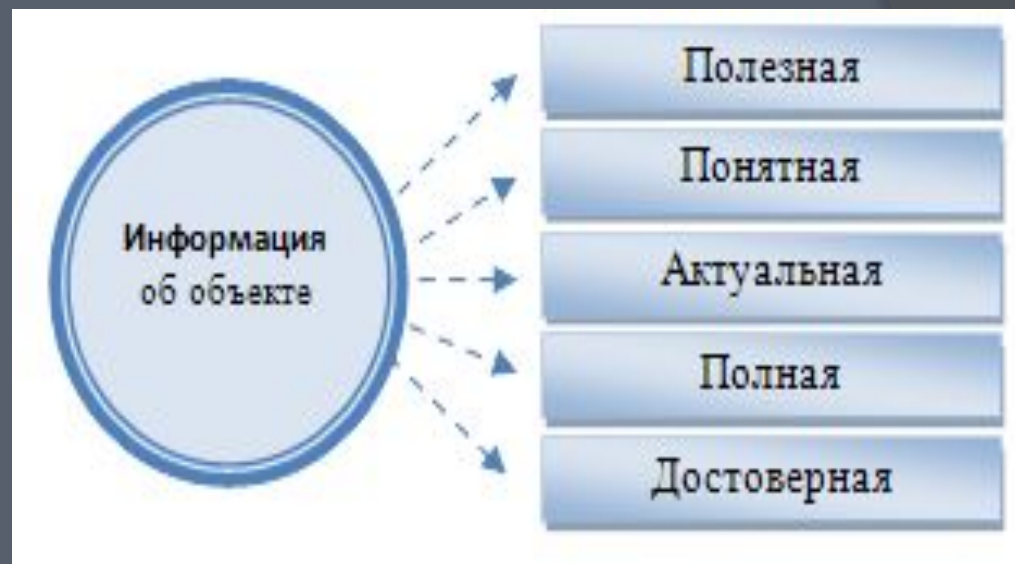 Информация
об объекте
Полезная
Понятная
Актуальная
Полная
Достоверная